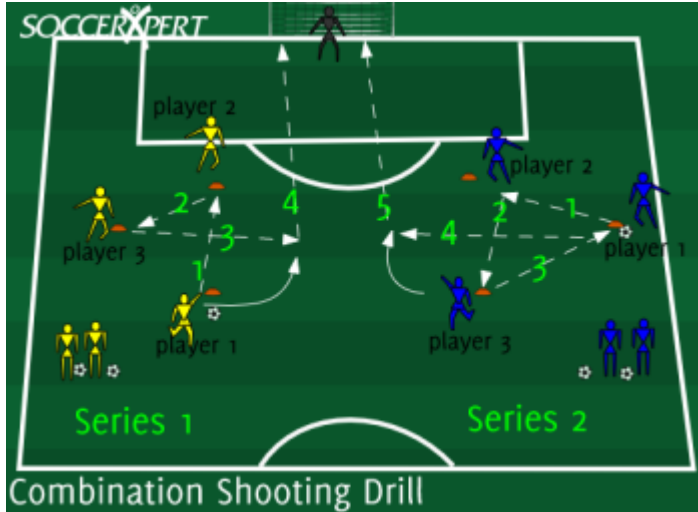 SOCCERXPERT
player 2
player 2
2
4
5
2
1
player 3
3
4
player 1
1
3
player 1
player 3
Series 1
Series 2
Combination Shooting Drill